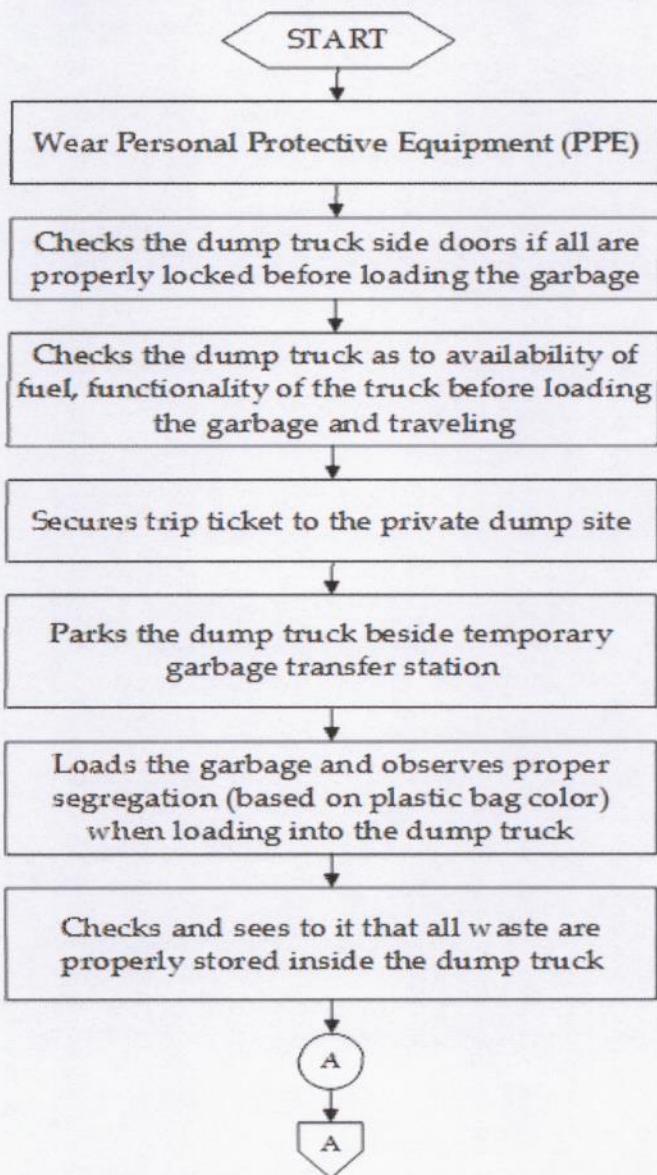 START
Wear Personal Protective Equipment (PPE)
Checks the dump truck side doors if all are
properly locked before loading the garbage
Checks the dump truck as to availability of
fuel, functionality of the truck before loading
the garbage and traveling
Secures trip ticket to the private dump site
Parks the dump truck beside temporary
garbage transfer station
Loads the garbage and observes proper
segregation (based on plastic bag color)
when loading into the dump truck
Checks and sees to it that all waste are
properly stored inside the dump truck
A
A